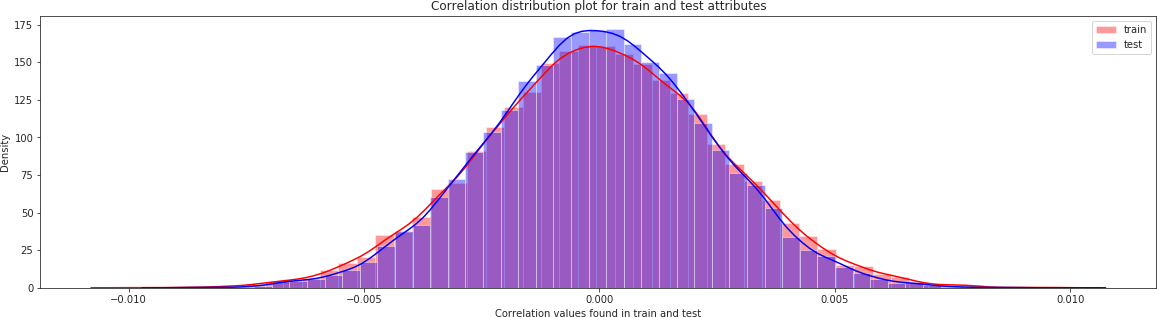 Correlation distribution plot for train and test attributes
train
test
Density
175
150
125
100
75
50
25
0
−0.010
−0.005
0.000
0.005
0.010
Correlation values found in train and test